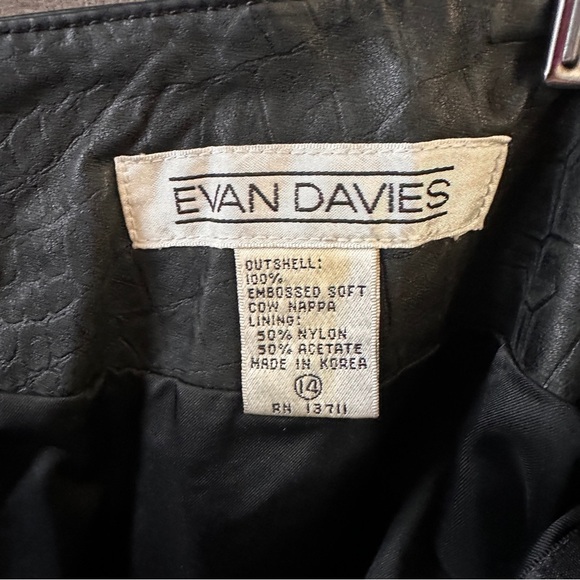 EVAN DAVIES
OUTSHELL:
100%
EMBOSSED SOFT
COW NAPPA
LINING:
50% NYLON
50% ACETATE
MADE IN KOREA
14
RN 13711